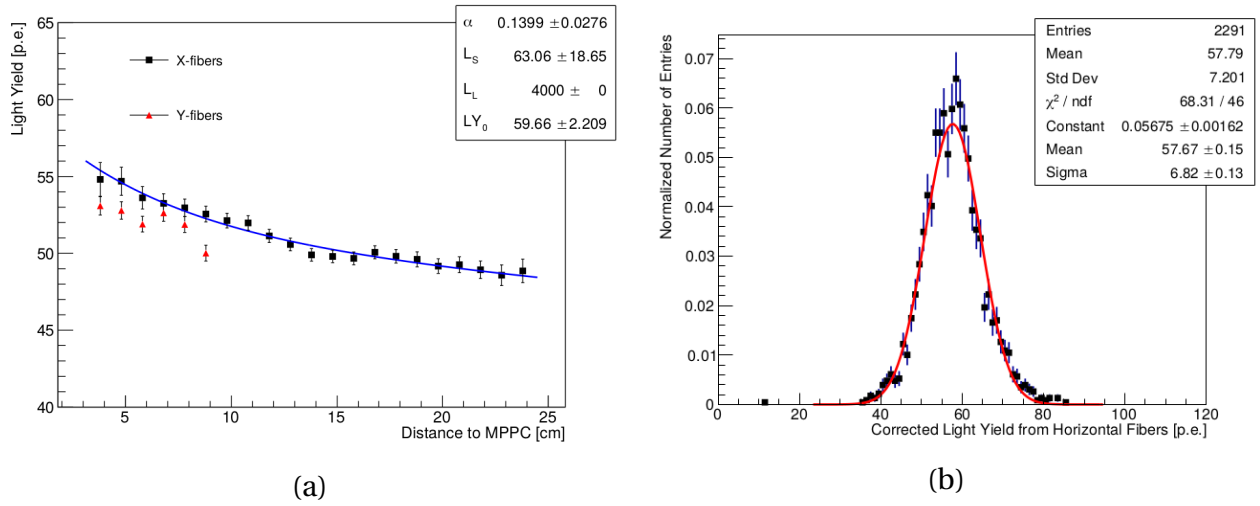 Light Yield [p.e.]
65
60
55
50
45
40
5
10
15
20
25
Distance to MPPC [cm]
X-fibers
Y-fibers
α 0.1399 ±0.0276
L_S 63.06 ±18.65
L_L 4000 ± 0
LY_0 59.66 ±2.209
(a)
Normalized Number of Entries
0.07
0.06
0.05
0.04
0.03
0.02
0.01
0
0
20
40
60
80
100
120
Corrected Light Yield from Horizontal Fibers [p.e.]
Entries 2291
Mean 57.79
Std Dev 7.201
χ² / ndf 68.31 / 46
Constant 0.05675 ±0.00162
Mean 57.67 ±0.15
Sigma 6.82 ±0.13
(b)